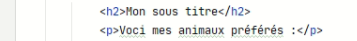 <h2>Mon sous titre</h2>
<p>Voci mes animaux préférés :</p>